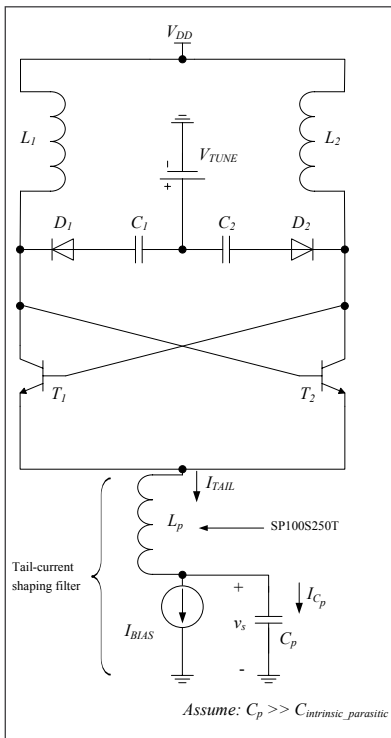 V_DD
L_1
L_2
V_TUNE
-
+
D_1
C_1
C_2
D_2
T_1
T_2
I_TAIL
L_p
SP100S250T
Tail-current
shaping filter
I_BIAS
+
v_s
-
C_p
I_C_p
Assume: C_p >> C_intrinsic_parasitic